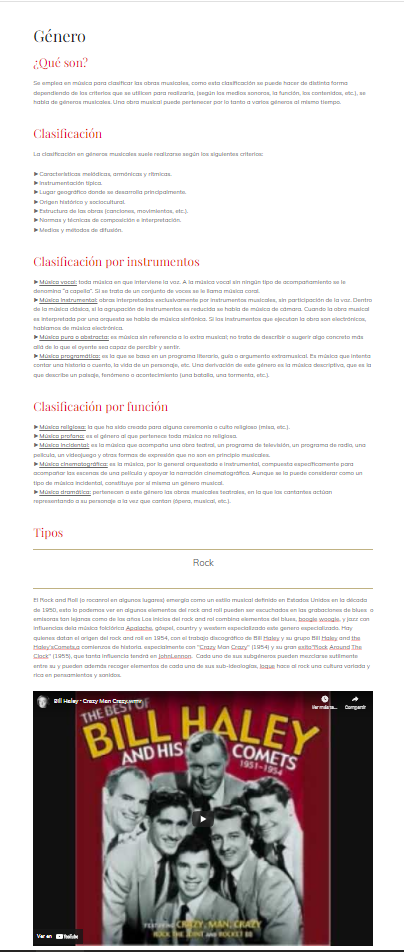 Género
¿Qué son?
Se emplea en música para clasificar las obras musicales, como esta clasificación se puede hacer de distinta forma
dependiendo de los criterios que se utilicen para realizarla, (según los medios sonoros, la función, los contenidos, etc.), se
habla de géneros musicales. Una obra musical puede pertenecer por lo tanto a varios géneros al mismo tiempo.
Clasificación
La clasificación en géneros musicales suele realizarse según los siguientes criterios:
►Características melódicas, armónicas y rítmicas.
►Instrumentación típica.
►Lugar geográfico donde se desarrolla principalmente.
►Origen histórico y sociocultural.
►Estructura de las obras (canciones, movimientos, etc.).
►Normas y técnicas de composición e interpretación.
►Medios y métodos de difusión.
Clasificación por instrumentos
►Música vocal: toda música en que interviene la voz. A la música vocal sin ningún tipo de acompañamiento se le
denomina "a capella". Si se trata de un conjunto de voces se le llama música coral.
►Música instrumental: obras interpretadas exclusivamente por instrumentos musicales, sin participación de la voz. Dentro
de la música clásica, si la agrupación de instrumentos es reducida se habla de música de cámara. Cuando la obra musical
es interpretada por una orquesta se habla de música sinfónica. Si los instrumentos que ejecutan la obra son electrónicos,
hablamos de música electrónica.
►Música pura o abstracta: es música sin referencia a lo extra musical; no trata de describir o sugerir algo concreto más
allá de lo que el oyente sea capaz de percibir y sentir.
►Música programática: es la que se basa en un programa literario, guía o argumento extramusical. Es música que intenta
contar una historia o cuento, la vida de un personaje, etc. Una derivación de este género es la música descriptiva, que es la
que describe un paisaje, fenómeno o acontecimiento (una batalla, una tormenta, etc.).
Clasificación por función
►Música religiosa: la que ha sido creada para alguna ceremonia o culto religioso (misa, etc.).
►Música profana: es el género al que pertenece toda música no religiosa.
►Música incidental: es la música que acompaña una obra teatral, un programa de televisión, un programa de radio, una
película, un videojuego y otras formas de expresión que no son en principio musicales.
►Música cinematográfica: es la música, por lo general orquestada e instrumental, compuesta específicamente para
acompañar las escenas de una película y apoyar la narración cinematográfica. Aunque se la puede considerar como un
tipo de música incidental, constituye por sí misma un género musical.
►Música dramática: pertenecen a este género las obras musicales teatrales, en la que los cantantes actúan
representando a su personaje a la vez que cantan (ópera, musical, etc.).
Tipos
Rock
El Rock and Roll (o rocanrol en algunos lugares) emergía como un estilo musical definido en Estados Unidos en la década
de 1950, esto lo podemos ver en algunos elementos del rock and roll pueden ser escuchados en las grabaciones de blues o
emisoras tan lejanas como de los años Los inicios del rock and roll combina elementos del blues, boogie woogie, y jazz con
influencias dela música folclórica Apalache, góspel, country y western especializada este genero especializado. Hay
quienes datan el origen del rock and roll en 1954, con el trabajo discográfico de Bill Haley y su grupo Bill Haley and the
Haley'sComets,a comienzos de historia, especialmente con "Crazy Man Crazy" (1954) y su gran exito"Rock Around The
Clock" (1955), que tanta influencia tendrá en JohnLennon. Cada uno de sus subgéneros pueden mezclarse sutilmente
entre su y pueden además recoger elementos de cada uno de sus sub-ideologías, loque hace al rock una cultura variada y
rica en pensamientos y sonidos.
Bill Haley - Crazy Man Crazy.wmv
Ver más ta...
Compartir
THE BEST OF
BILL HALEY
AND HIS COMETS
1951-1954
FEATURING CRAZY, MAN, CRAZY
ROCK THE JOINT AND ROCKET 88
Ver en YouTube